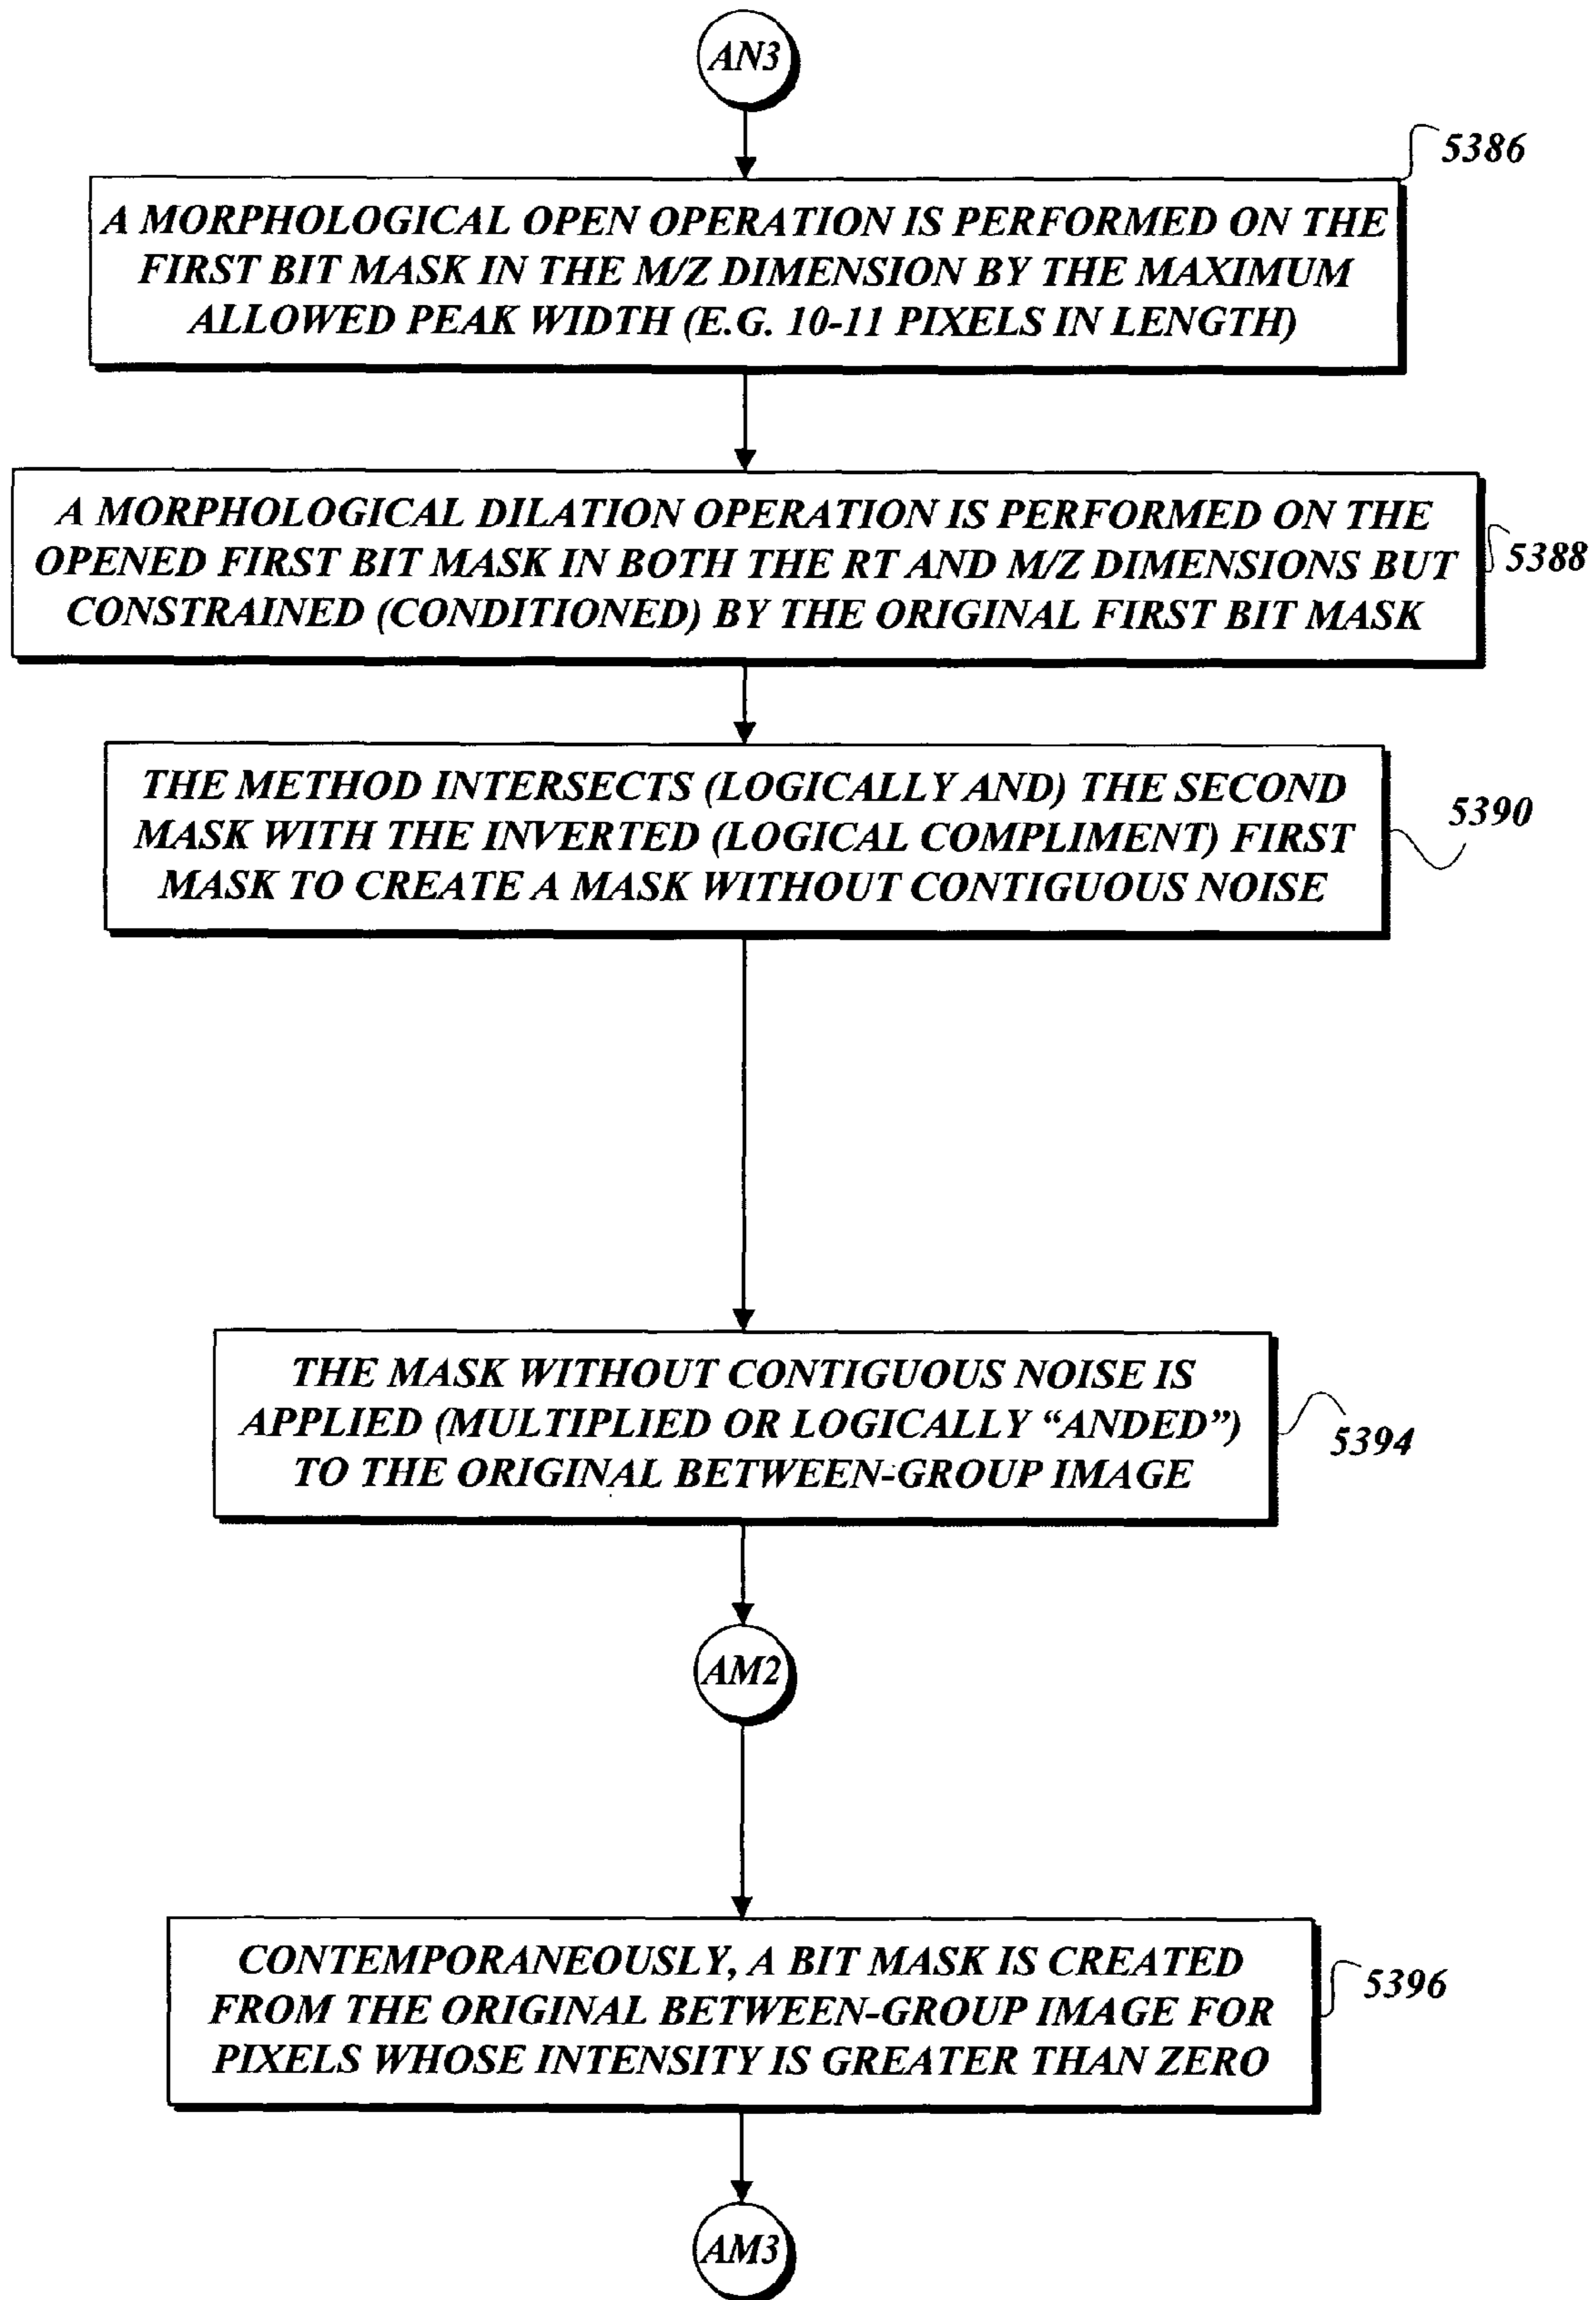 AN3
5386
A MORPHOLOGICAL OPEN OPERATION IS PERFORMED ON THE
FIRST BIT MASK IN THE M/Z DIMENSION BY THE MAXIMUM
ALLOWED PEAK WIDTH (E.G. 10-11 PIXELS IN LENGTH)
A MORPHOLOGICAL DILATION OPERATION IS PERFORMED ON THE
OPENED FIRST BIT MASK IN BOTH THE RT AND M/Z DIMENSIONS BUT
CONSTRAINED (CONDITIONED) BY THE ORIGINAL FIRST BIT MASK
5388
THE METHOD INTERSECTS (LOGICALLY AND) THE SECOND
MASK WITH THE INVERTED (LOGICAL COMPLIMENT) FIRST
MASK TO CREATE A MASK WITHOUT CONTIGUOUS NOISE
5390
THE MASK WITHOUT CONTIGUOUS NOISE IS
APPLIED (MULTIPLIED OR LOGICALLY “ANDED”)
TO THE ORIGINAL BETWEEN-GROUP IMAGE
5394
AM2
CONTEMPORANEOUSLY, A BIT MASK IS CREATED
FROM THE ORIGINAL BETWEEN-GROUP IMAGE FOR
PIXELS WHOSE INTENSITY IS GREATER THAN ZERO
5396
AM3